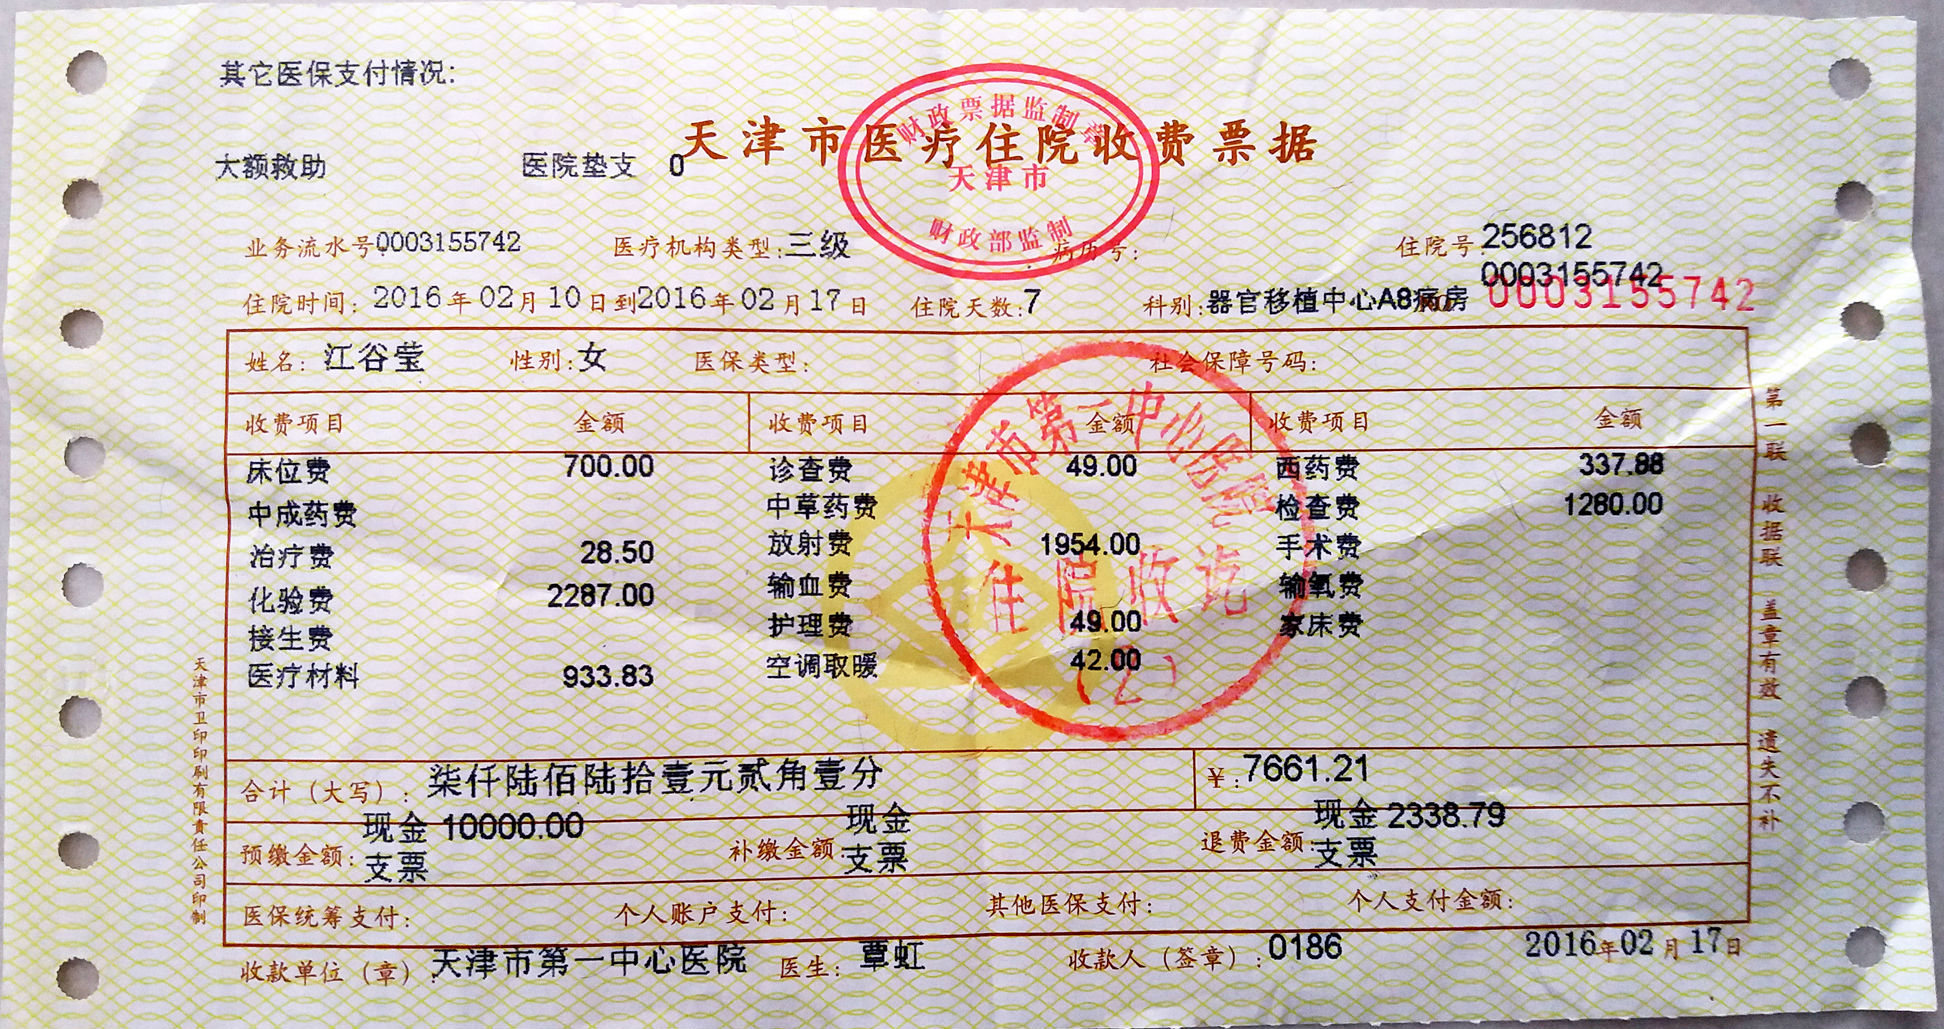 其它医保支付情况:
天津市医疗住院收费票据
财政票据监制章
天津市
财政部监制
大额救助 医院垫支 0
业务流水号:0003155742 医疗机构类型:三级 病历号: 住院号:256812
0003155742
住院时间: 2016年02月10日到2016年02月17日 住院天数:7 科别:器官移植中心A8病房 0003155742
姓名: 江谷莹 性别:女 医保类型: 社会保障号码:
收费项目 金额 收费项目 金额 收费项目 金额
床位费 700.00 诊查费 49.00 西药费 337.88
中成药费 中草药费 检查费 1280.00
治疗费 28.50 放射费 1954.00 手术费
化验费 2287.00 输血费 输氧费
接生费 护理费 49.00 家床费
医疗材料 933.83 空调取暖 42.00
天津市第一中心医院
住院收讫
(2)
合计(大写): 柒仟陆佰陆拾壹元贰角壹分 ¥:7661.21
预缴金额: 现金 10000.00 支票 补缴金额: 现金 支票 退费金额: 现金 2338.79 支票
医保统筹支付: 个人账户支付: 其他医保支付: 个人支付金额:
收款单位(章): 天津市第一中心医院 医生: 覃虹 收款人(签章): 0186 2016年02月17日
第一联 收据联 盖章有效 遗失不补
天津市卫印印刷有限责任公司印制